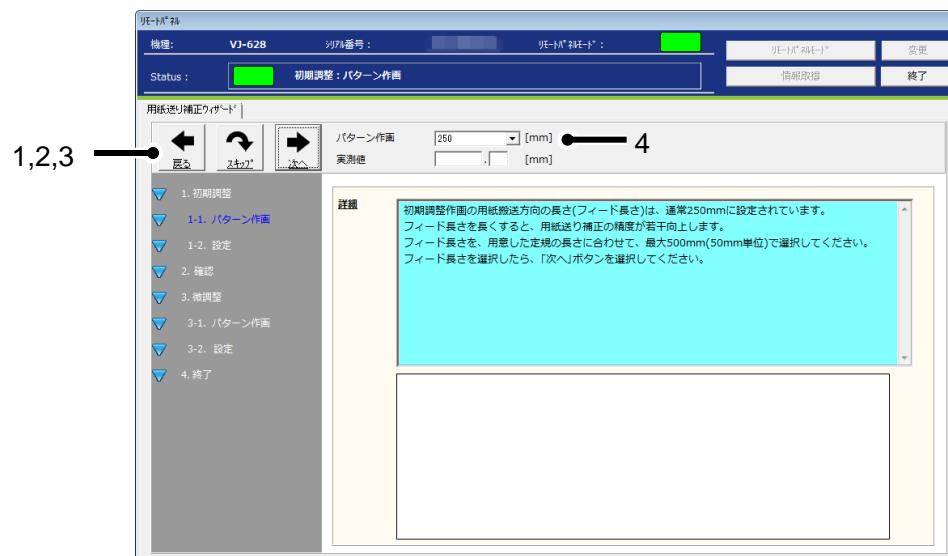 ﾘﾓｰﾄﾊﾟﾈﾙ
機種: VJ-628 ｼﾘｱﾙ番号: ﾘﾓｰﾄﾊﾟﾈﾙﾓｰﾄﾞ: ﾘﾓｰﾄﾊﾟﾈﾙﾓｰﾄﾞ 変更
Status: 初期調整：パターン作画 情報取得 終了
用紙送り補正ｳｨｻﾞｰﾄﾞ
1,2,3
戻る ｽｷｯﾌﾟ 次へ
パターン作画 250 [mm] 4
実測値 . [mm]
1. 初期調整
1-1. パターン作画
1-2. 設定
2. 確認
3. 微調整
3-1. パターン作画
3-2. 設定
4. 終了
詳細
初期調整作画の用紙搬送方向の長さ(フィード長さ)は、通常250mmに設定されています。
フィード長さを長くすると、用紙送り補正の精度が若干向上します。
フィード長さを、用意した定規の長さに合わせて、最大500mm(50mm単位)で選択してください。
フィード長さを選択したら、「次へ」ボタンを選択してください。